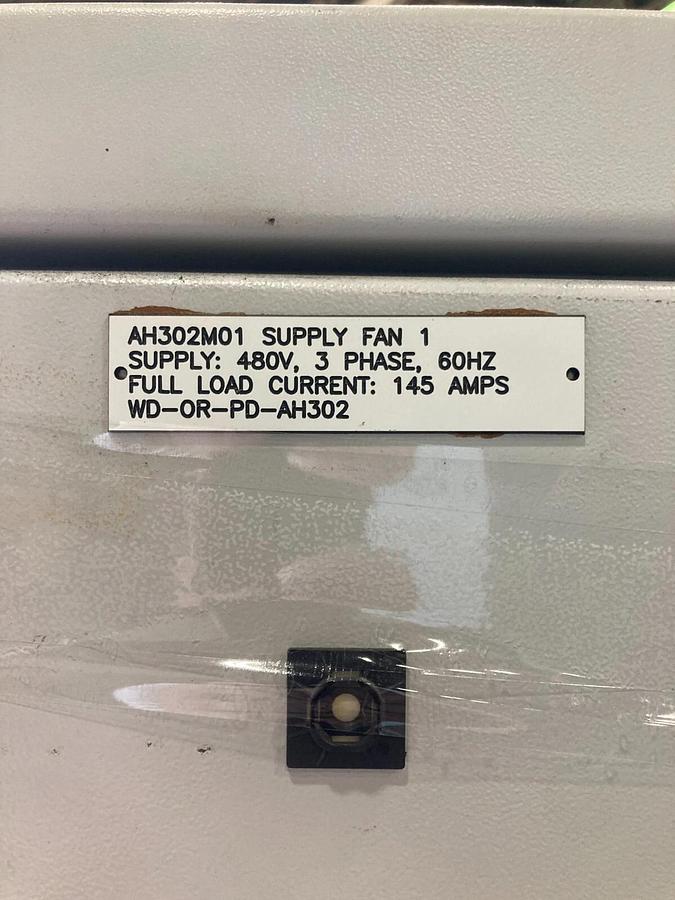 AH302M01 SUPPLY FAN 1
SUPPLY: 480V, 3 PHASE, 60HZ
FULL LOAD CURRENT: 145 AMPS
WD-OR-PD-AH302